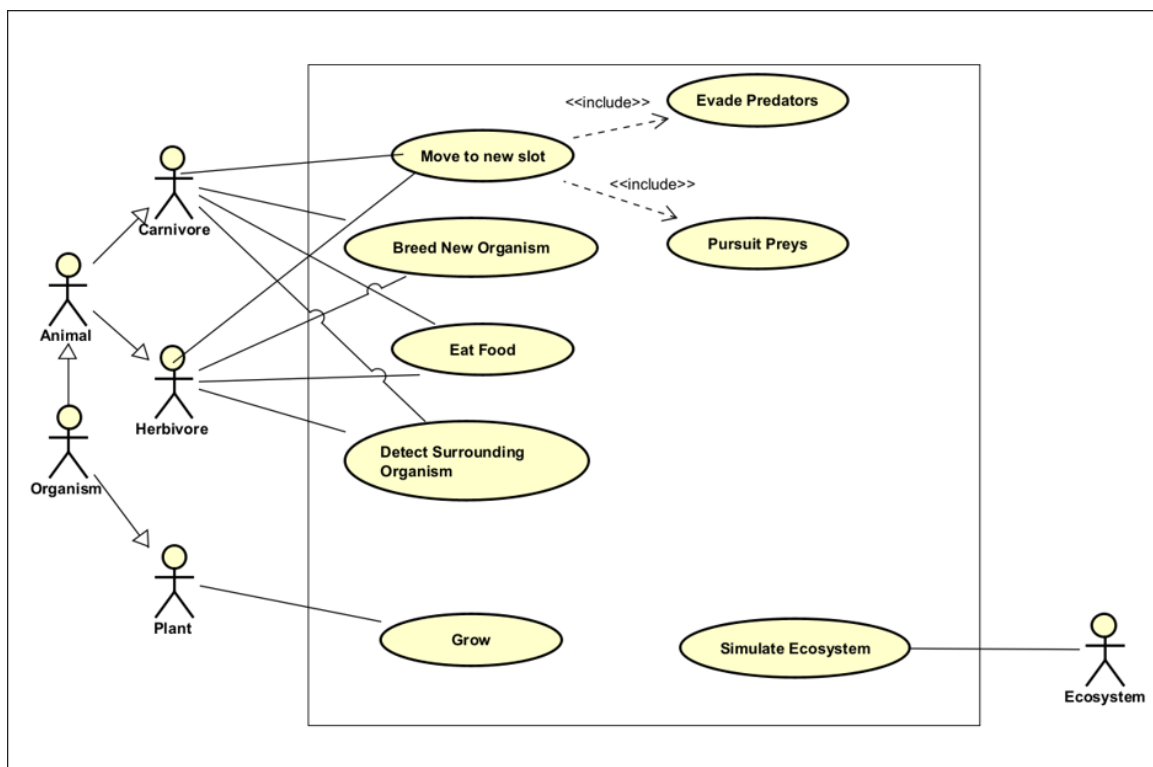 Evade Predators
<<include>>
Move to new slot
<<include>>
Carnivore
Pursuit Preys
Breed New Organism
Animal
Eat Food
Herbivore
Detect Surrounding
Organism
Organism
Plant
Grow
Simulate Ecosystem
Ecosystem